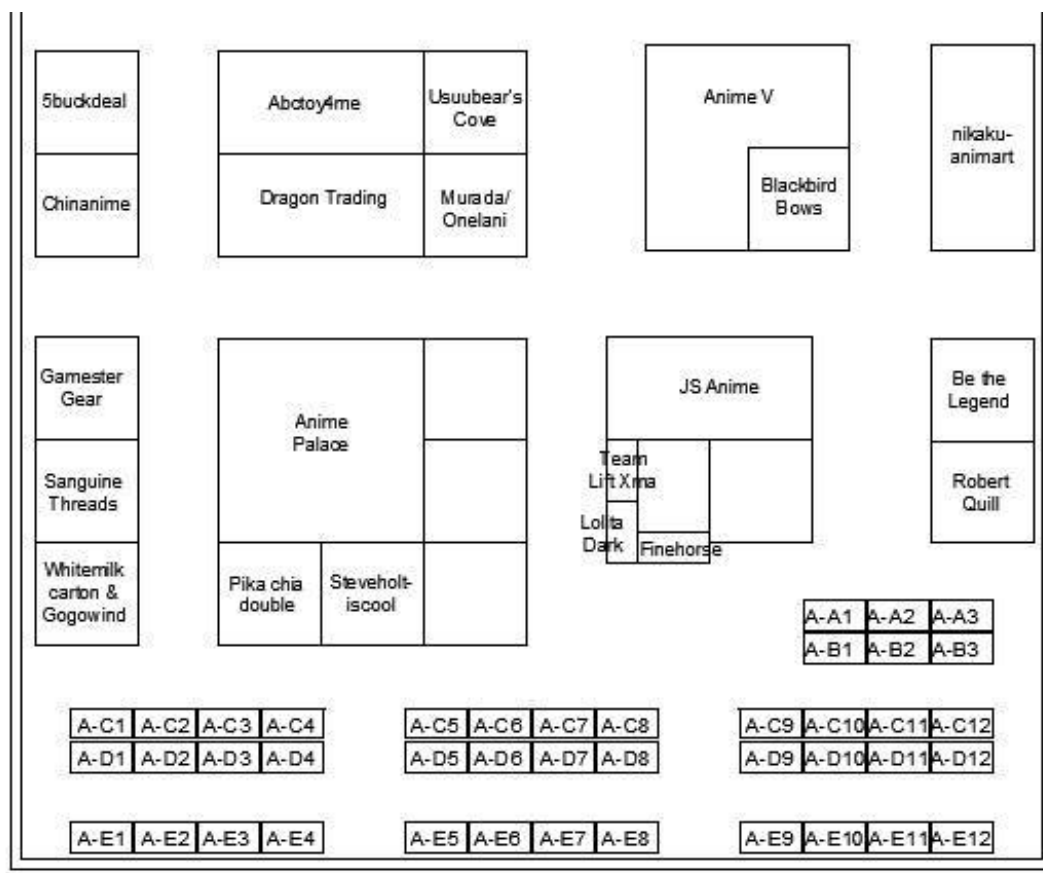 5buckdeal
Abctoy4me
Usuubear's
Cove
Anime V
nikaku-
animart
Chinanime
Dragon Trading
Murada/
Onelani
Blackbird
Bows
Gamester
Gear
Anime
Palace
JS Anime
Be the
Legend
Sanguine
Threads
Team
Lift Xma
Robert
Quill
Lolita
Dark
Finehorse
Whitemilk
carton &
Gogowind
Pika chia
double
Steveholt-
iscool
A-A1 A-A2 A-A3
A-B1 A-B2 A-B3
A-C1 A-C2 A-C3 A-C4 A-C5 A-C6 A-C7 A-C8 A-C9 A-C10 A-C11 A-C12
A-D1 A-D2 A-D3 A-D4 A-D5 A-D6 A-D7 A-D8 A-D9 A-D10 A-D11 A-D12
A-E1 A-E2 A-E3 A-E4 A-E5 A-E6 A-E7 A-E8 A-E9 A-E10 A-E11 A-E12